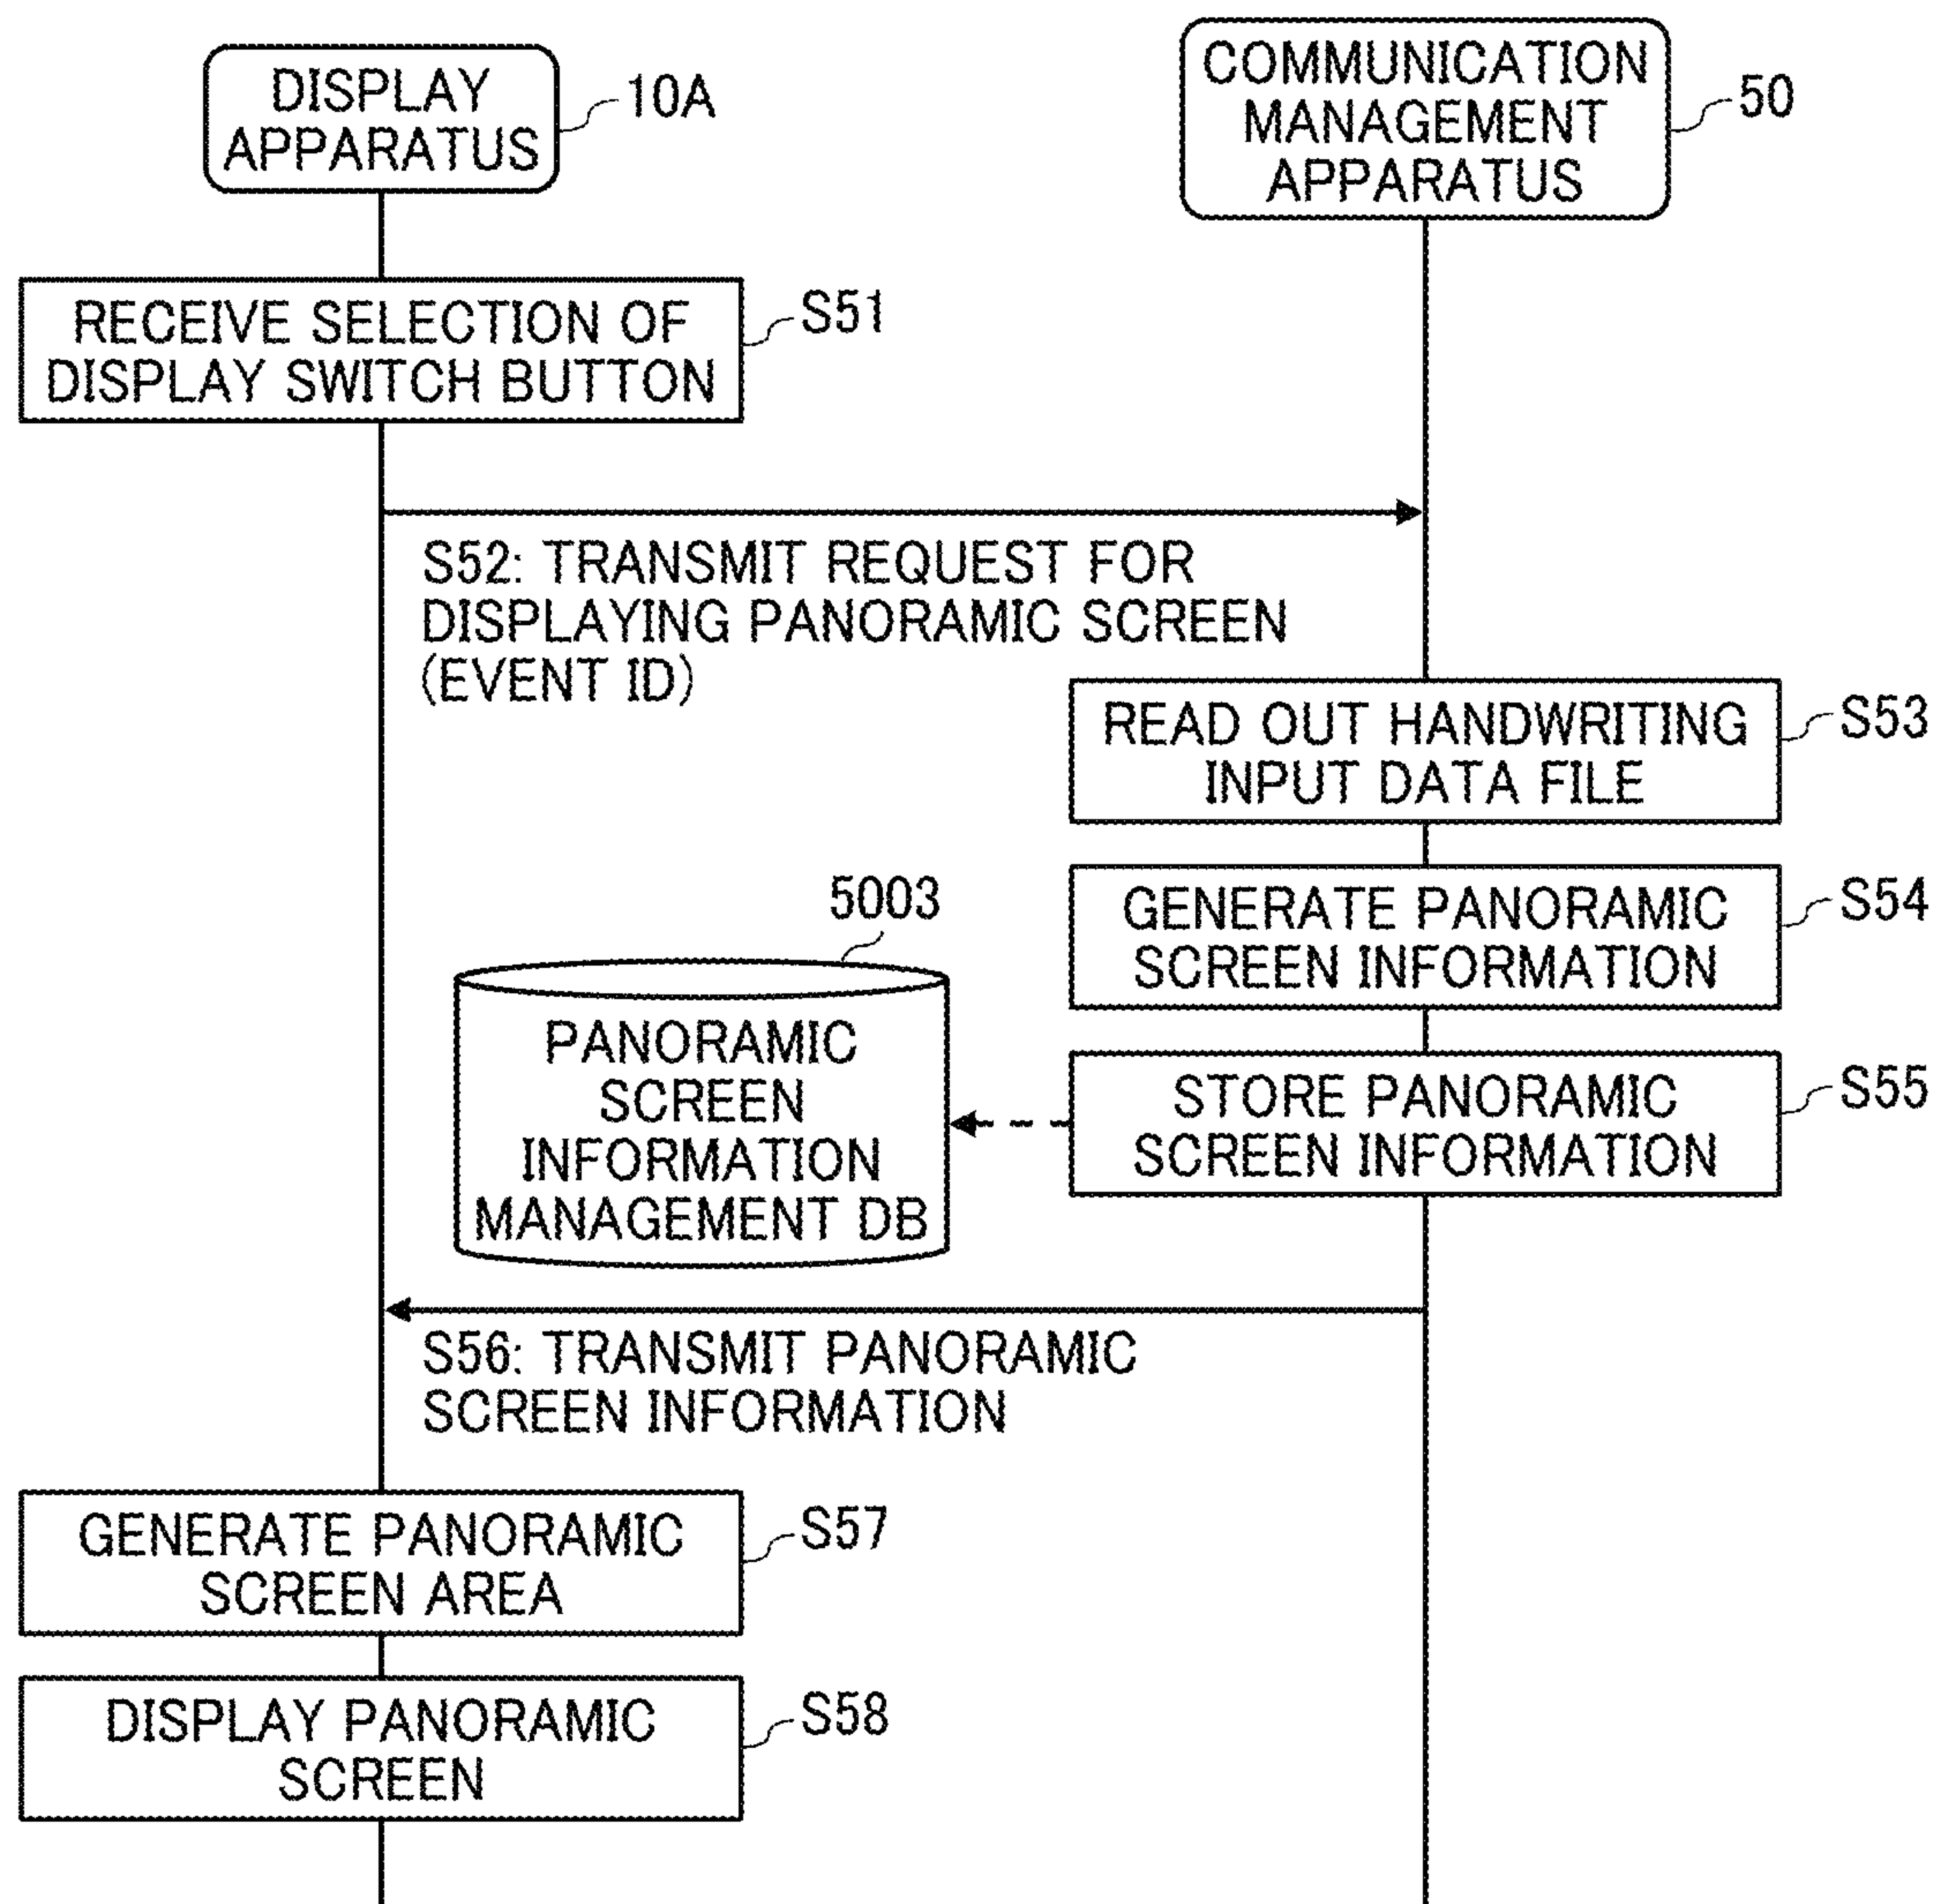 DISPLAY
APPARATUS
10A
COMMUNICATION
MANAGEMENT
APPARATUS
50
RECEIVE SELECTION OF
DISPLAY SWITCH BUTTON
S51
S52: TRANSMIT REQUEST FOR
DISPLAYING PANORAMIC SCREEN
(EVENT ID)
READ OUT HANDWRITING
INPUT DATA FILE
S53
GENERATE PANORAMIC
SCREEN INFORMATION
S54
5003
PANORAMIC
SCREEN
INFORMATION
MANAGEMENT DB
STORE PANORAMIC
SCREEN INFORMATION
S55
S56: TRANSMIT PANORAMIC
SCREEN INFORMATION
GENERATE PANORAMIC
SCREEN AREA
S57
DISPLAY PANORAMIC
SCREEN
S58